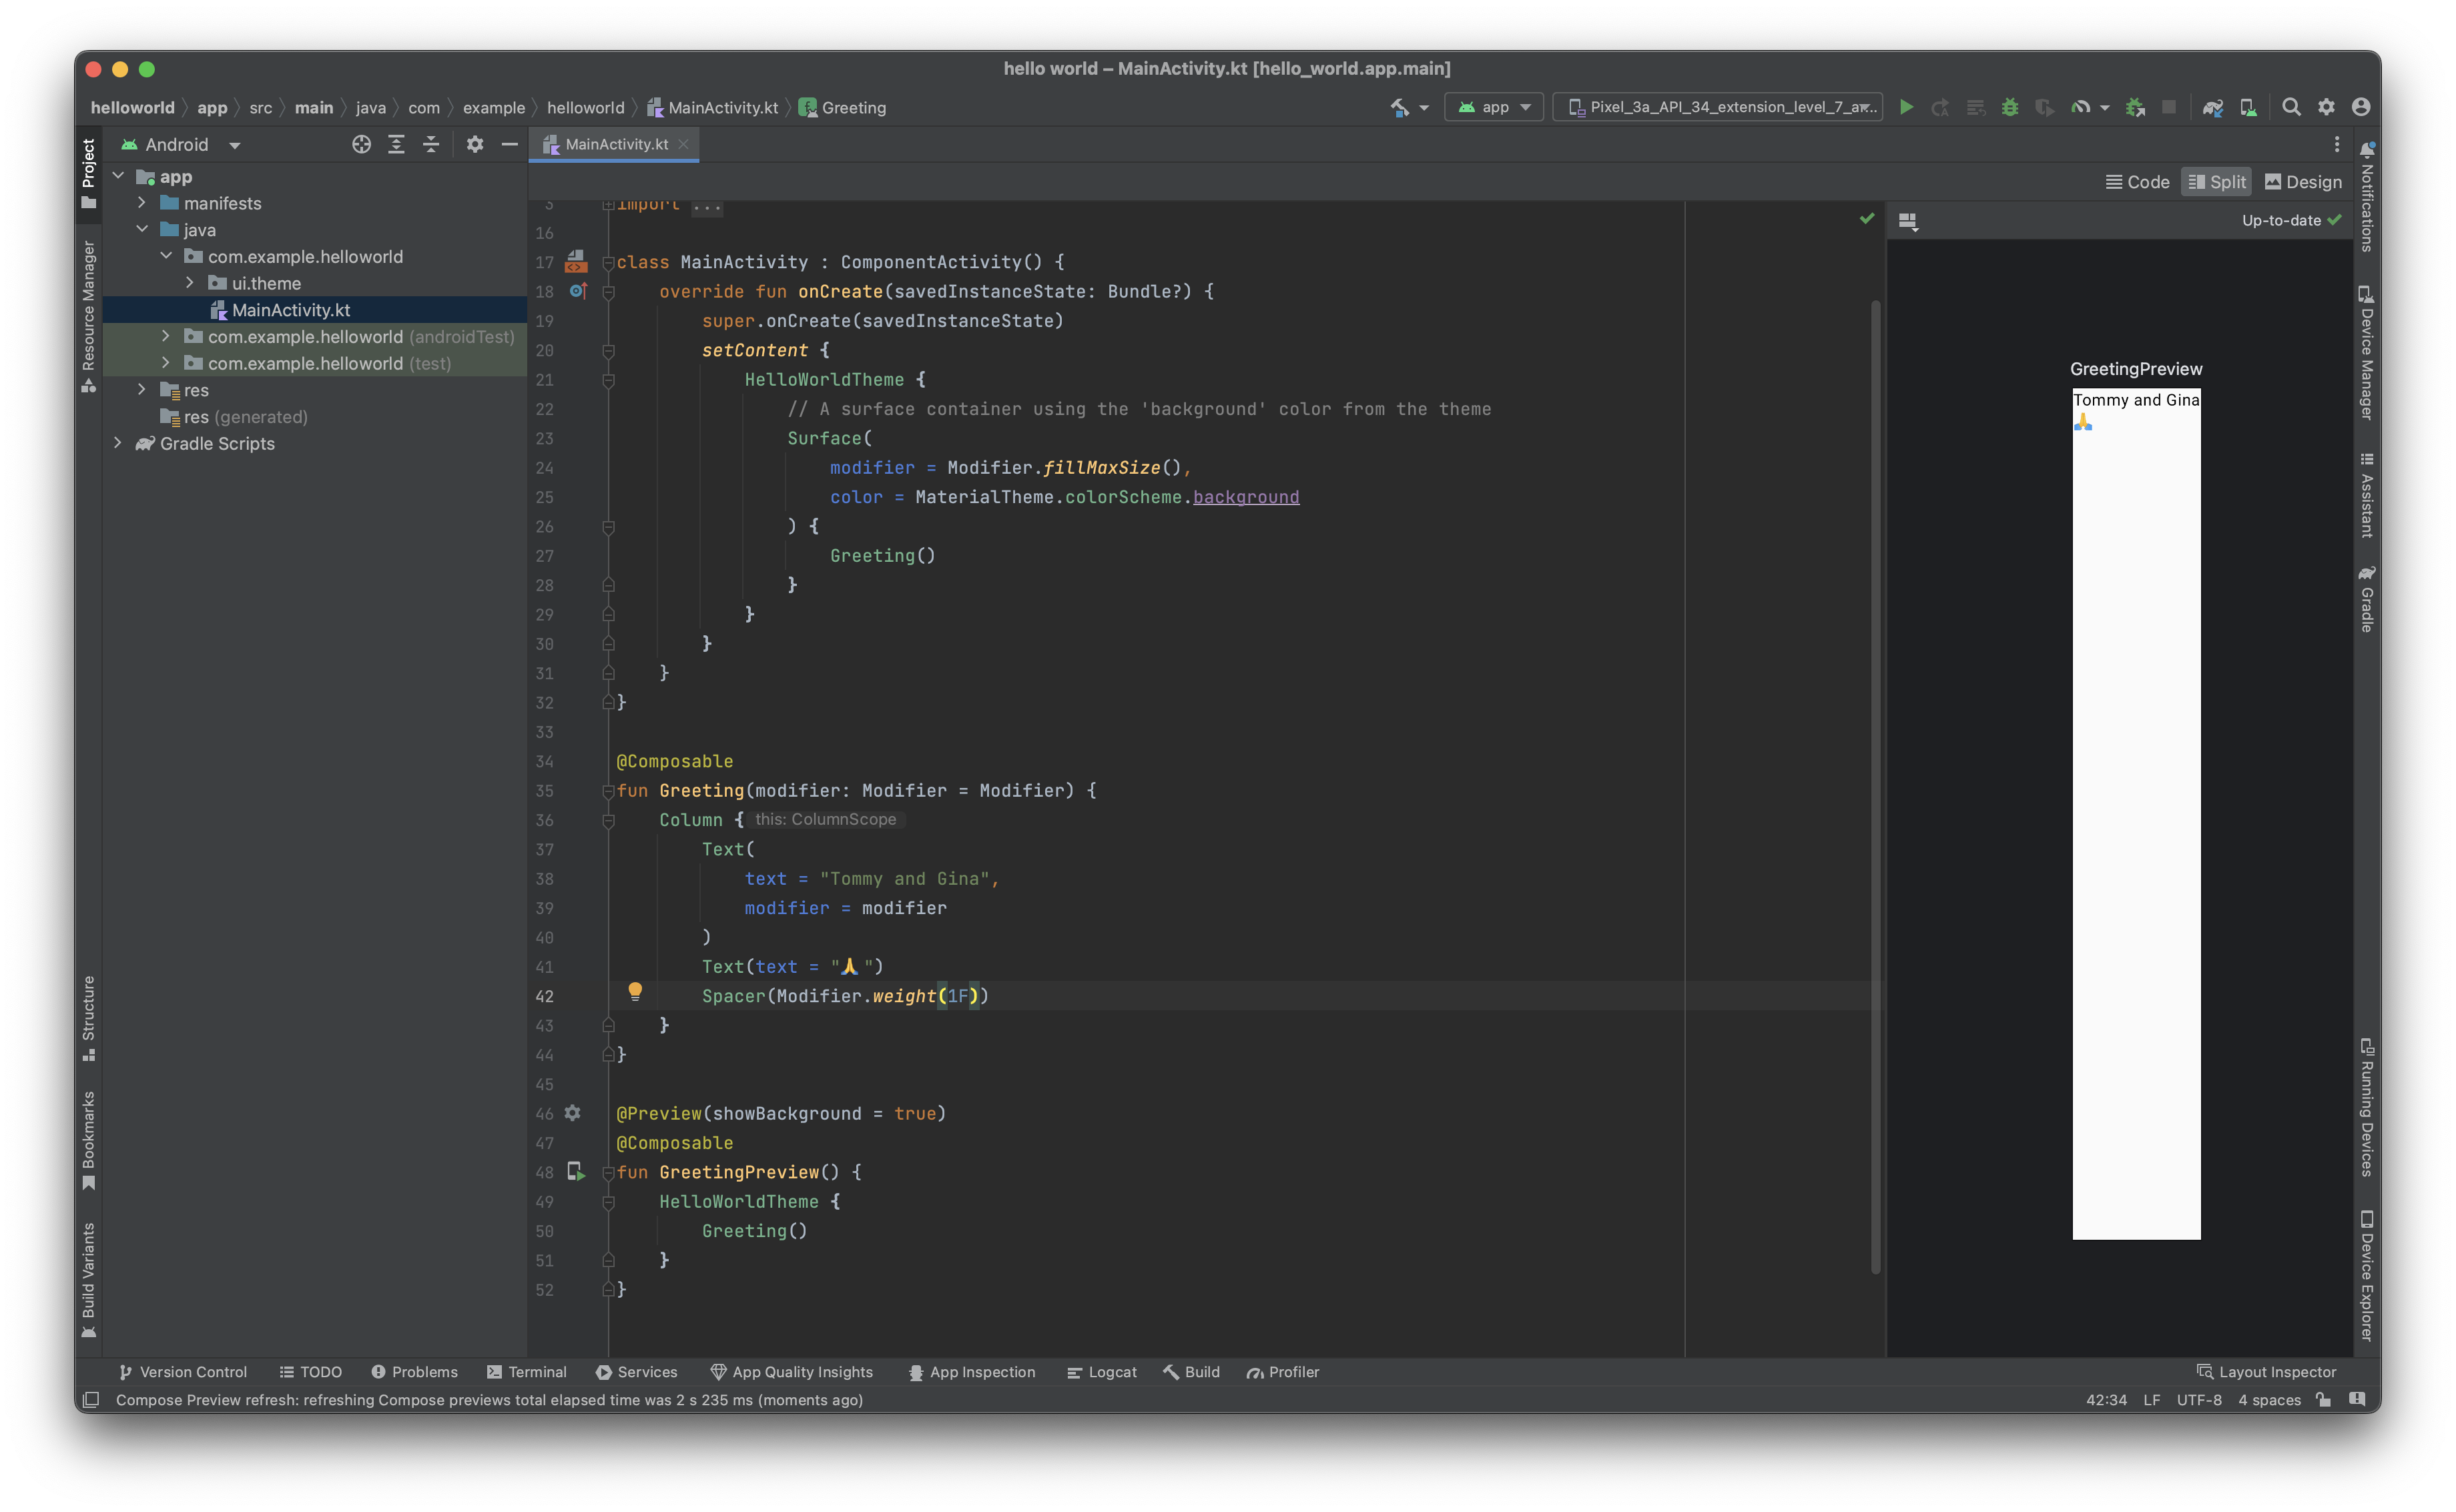 hello world – MainActivity.kt [hello_world.app.main]
helloworld app src main java com example helloworld MainActivity.kt Greeting
app Pixel_3a_API_34_extension_level_7_a...
Project
Resource Manager
Structure
Bookmarks
Build Variants
Android
app
manifests
java
com.example.helloworld
ui.theme
MainActivity.kt
com.example.helloworld (androidTest)
com.example.helloworld (test)
res
res (generated)
Gradle Scripts
MainActivity.kt
Code Split Design
3 import ...
16
17 class MainActivity : ComponentActivity() {
18 override fun onCreate(savedInstanceState: Bundle?) {
19 super.onCreate(savedInstanceState)
20 setContent {
21 HelloWorldTheme {
22 // A surface container using the 'background' color from the theme
23 Surface(
24 modifier = Modifier.fillMaxSize(),
25 color = MaterialTheme.colorScheme.background
26 ) {
27 Greeting()
28 }
29 }
30 }
31 }
32 }
33
34 @Composable
35 fun Greeting(modifier: Modifier = Modifier) {
36 Column { this: ColumnScope
37 Text(
38 text = "Tommy and Gina",
39 modifier = modifier
40 )
41 Text(text = "🙏")
42 Spacer(Modifier.weight(1F))
43 }
44 }
45
46 @Preview(showBackground = true)
47 @Composable
48 fun GreetingPreview() {
49 HelloWorldTheme {
50 Greeting()
51 }
52 }
Up-to-date
GreetingPreview
Tommy and Gina
🙏
Notifications
Device Manager
Assistant
Gradle
Running Devices
Device Explorer
Version Control TODO Problems Terminal Services App Quality Insights App Inspection Logcat Build Profiler Layout Inspector
Compose Preview refresh: refreshing Compose previews total elapsed time was 2 s 235 ms (moments ago) 42:34 LF UTF-8 4 spaces